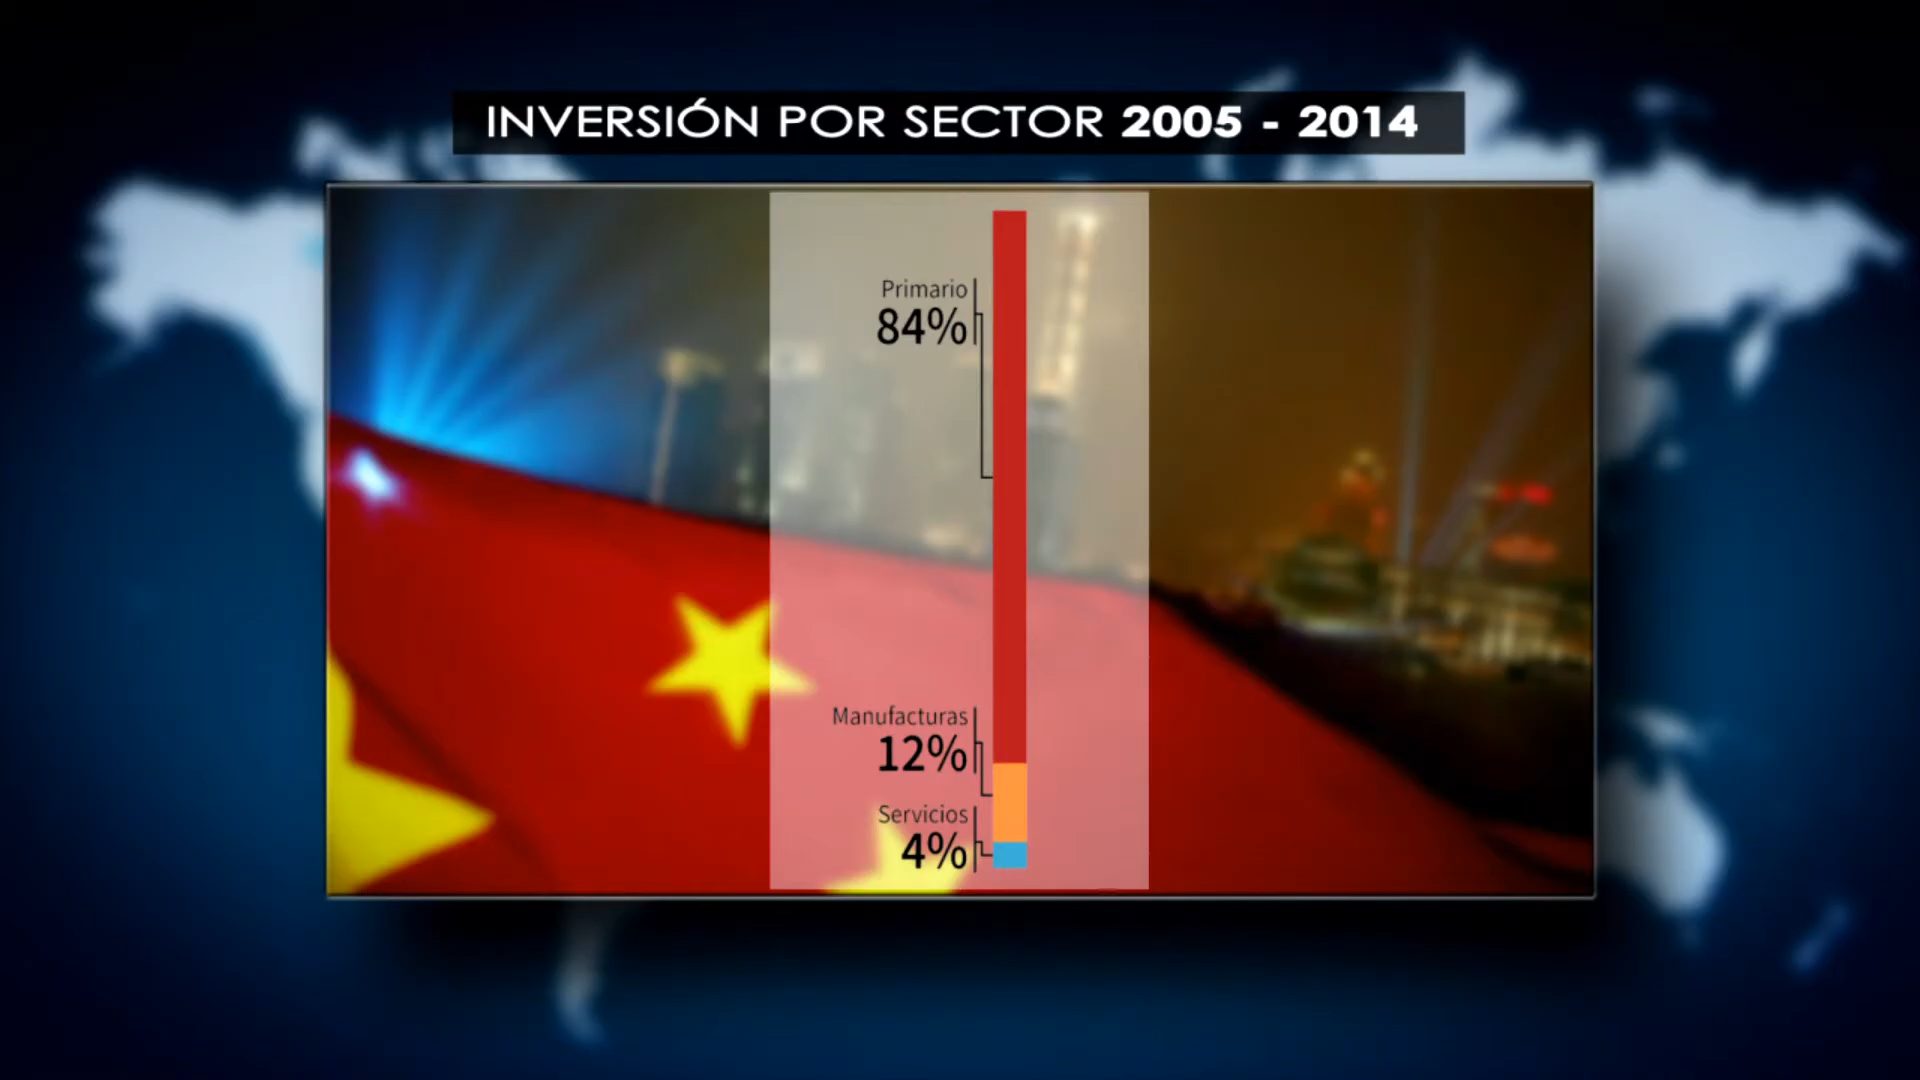 INVERSIÓN POR SECTOR 2005 - 2014
Primario
84%
Manufacturas
12%
Servicios
4%